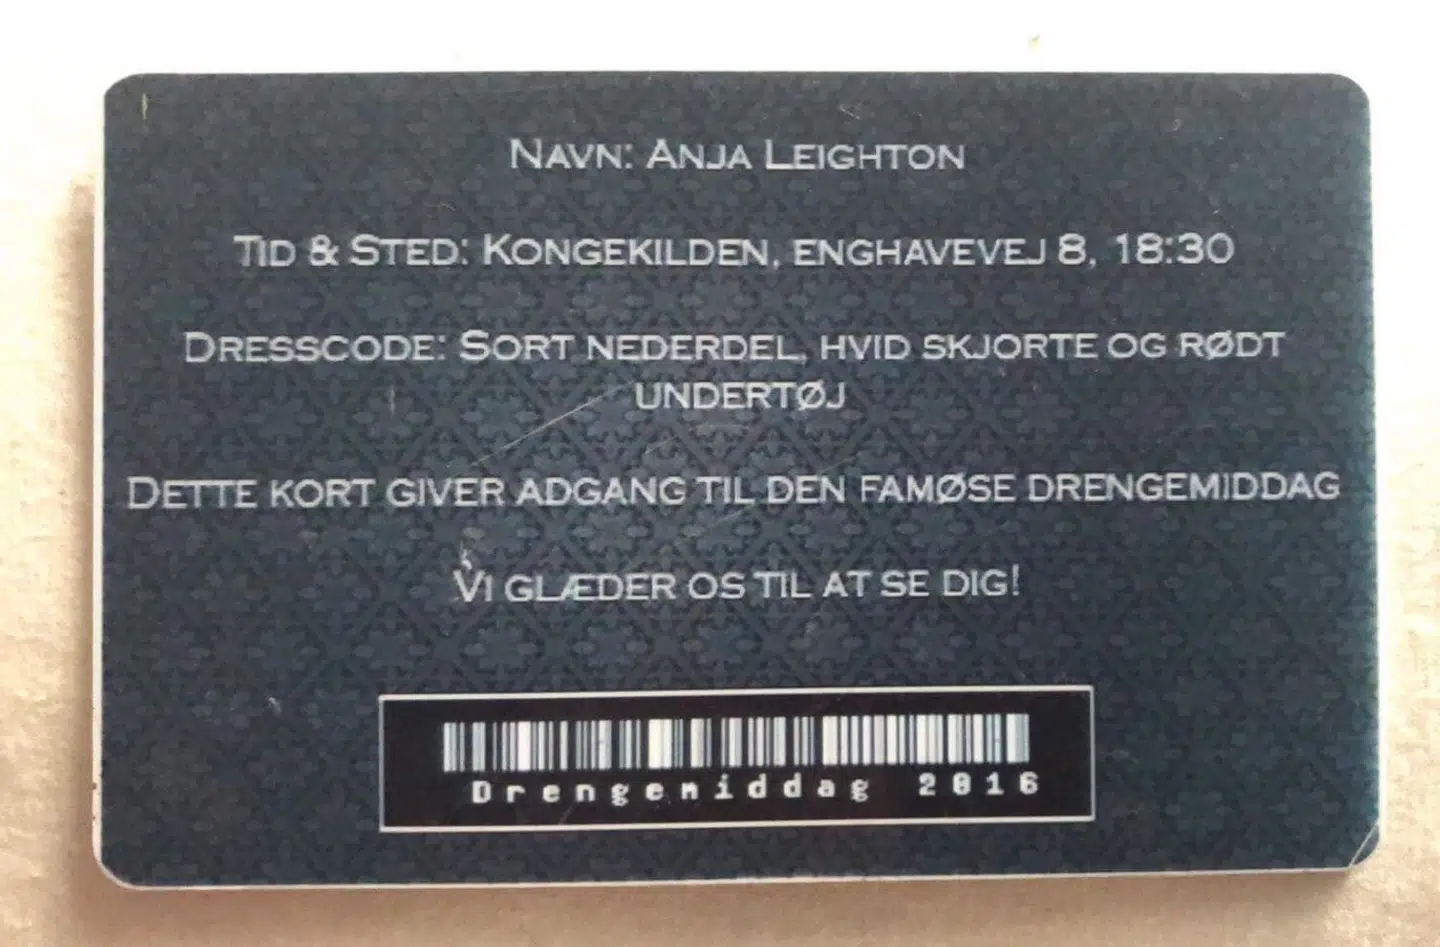 NAVN: ANJA LEIGHTON
TID & STED: KONGEKILDEN, ENGHAVEVEJ 8, 18:30
DRESSCODE: SORT NEDERDEL, HVID SKJORTE OG RØDT
UNDERTØJ
DETTE KORT GIVER ADGANG TIL DEN FAMØSE DRENGEMIDDAG
VI GLÆDER OS TIL AT SE DIG!
Drengemiddag 2016